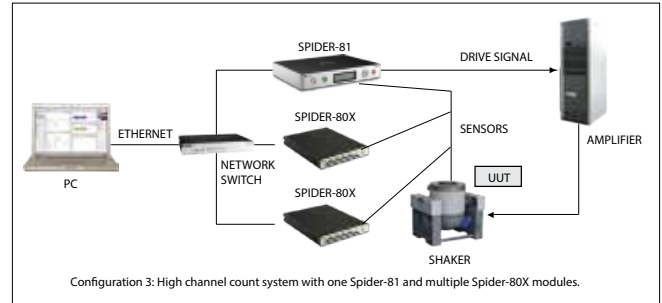 SPIDER-81
DRIVE SIGNAL
SPIDER-80X
ETHERNET
SENSORS
AMPLIFIER
NETWORK
SWITCH
PC
UUT
SPIDER-80X
SHAKER
Configuration 3: High channel count system with one Spider-81 and multiple Spider-80X modules.